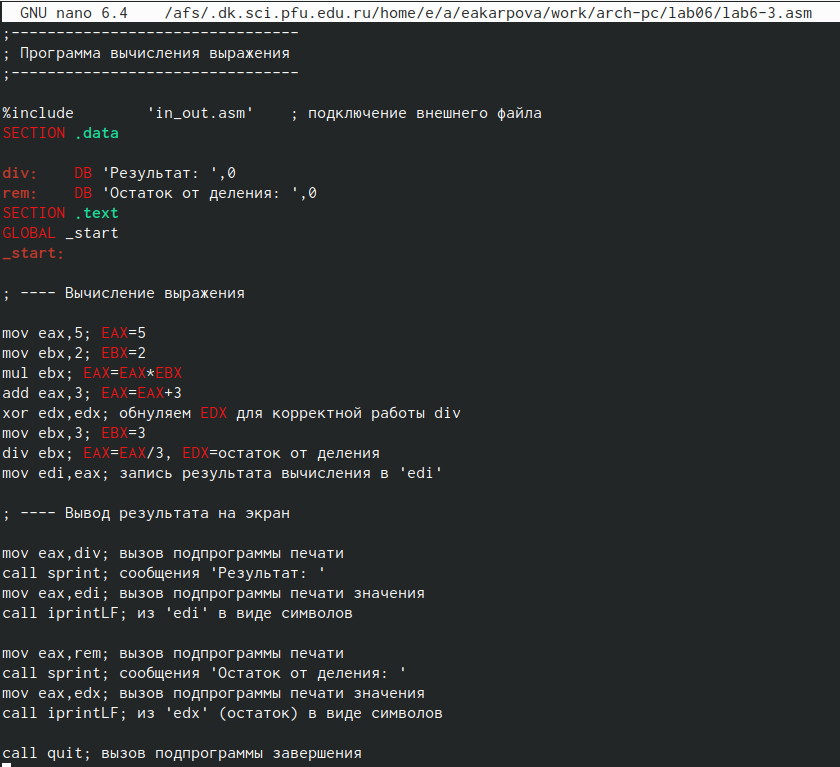 GNU nano 6.4    /afs/.dk.sci.pfu.edu.ru/home/e/a/eakarpova/work/arch-pc/lab06/lab6-3.asm
;--------------------------------
; Программа вычисления выражения
;--------------------------------
%include        'in_out.asm'    ; подключение внешнего файла
SECTION .data
div:    DB 'Результат: ',0
rem:    DB 'Остаток от деления: ',0
SECTION .text
GLOBAL _start
_start:
; ---- Вычисление выражения
mov eax,5; EAX=5
mov ebx,2; EBX=2
mul ebx; EAX=EAX*EBX
add eax,3; EAX=EAX+3
xor edx,edx; обнуляем EDX для корректной работы div
mov ebx,3; EBX=3
div ebx; EAX=EAX/3, EDX=остаток от деления
mov edi,eax; запись результата вычисления в 'edi'
; ---- Вывод результата на экран
mov eax,div; вызов подпрограммы печати
call sprint; сообщения 'Результат: '
mov eax,edi; вызов подпрограммы печати значения
call iprintLF; из 'edi' в виде символов
mov eax,rem; вызов подпрограммы печати
call sprint; сообщения 'Остаток от деления: '
mov eax,edx; вызов подпрограммы печати значения
call iprintLF; из 'edx' (остаток) в виде символов
call quit; вызов подпрограммы завершения